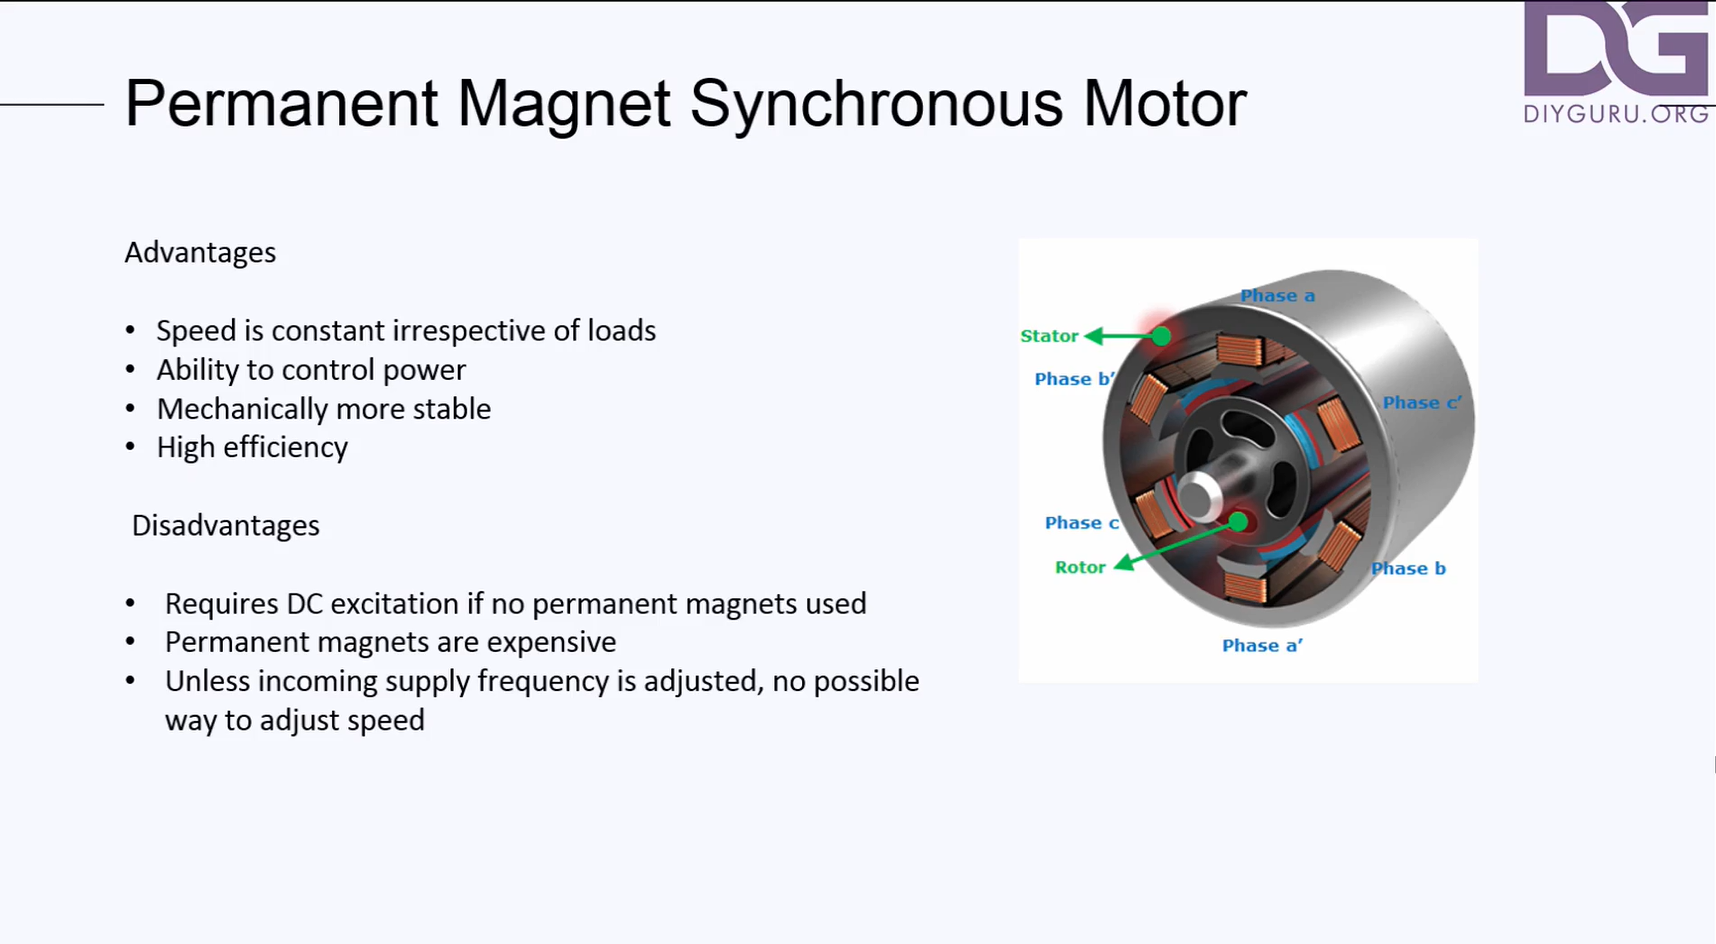 DG
DIYGURU.ORG
Permanent Magnet Synchronous Motor
Advantages
• Speed is constant irrespective of loads
• Ability to control power
• Mechanically more stable
• High efficiency
Disadvantages
• Requires DC excitation if no permanent magnets used
• Permanent magnets are expensive
• Unless incoming supply frequency is adjusted, no possible
way to adjust speed
Phase a
Stator
Phase b’
Phase c’
Phase c
Rotor
Phase b
Phase a’